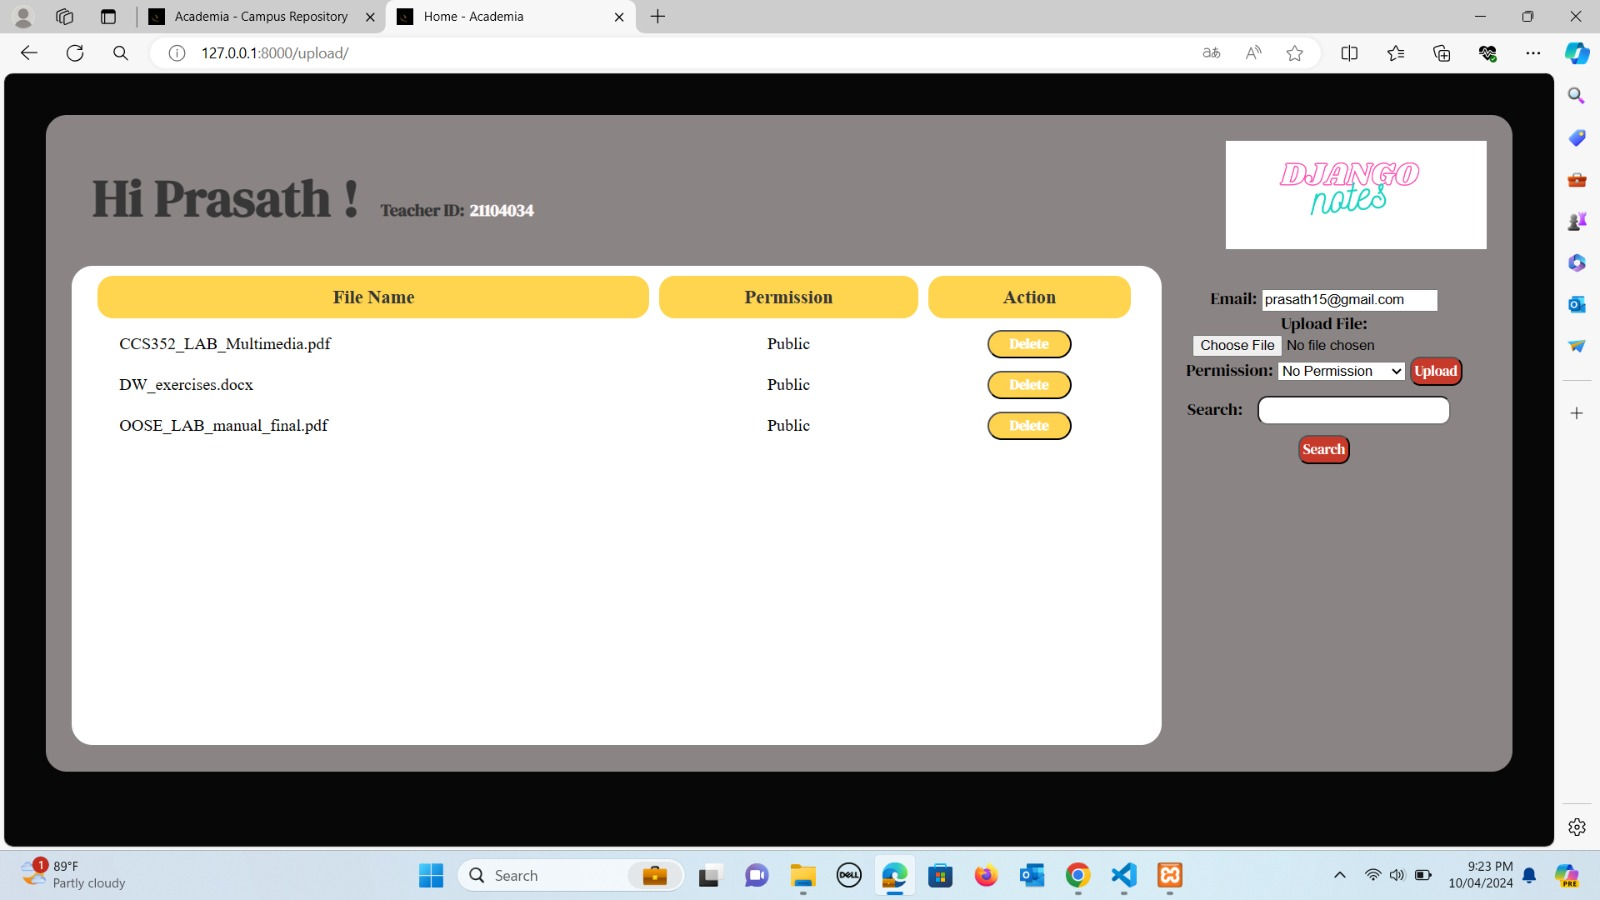 Academia - Campus Repository
Home - Academia
127.0.0.1:8000/upload/
Hi Prasath !
Teacher ID: 21104034
DJANGO
notes
File Name
Permission
Action
CCS352_LAB_Multimedia.pdf
Public
Delete
DW_exercises.docx
Public
Delete
OOSE_LAB_manual_final.pdf
Public
Delete
Email: prasath15@gmail.com
Upload File:
Choose File No file chosen
Permission: No Permission Upload
Search:
Search
1
89°F
Partly cloudy
Search
DELL
9:23 PM
10/04/2024
PRE